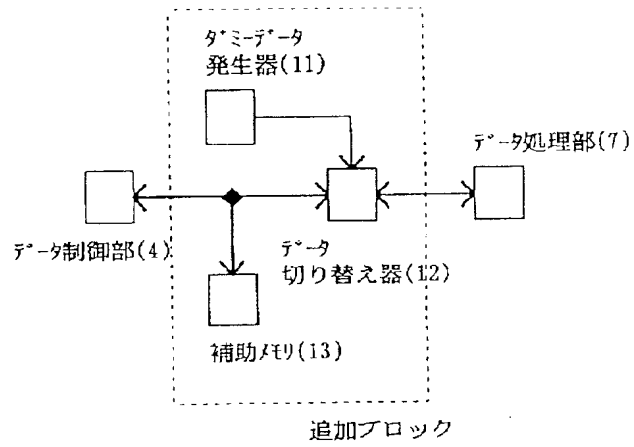 ダミーデータ
発生器(11)
データ処理部(7)
データ制御部(4)
データ
切り替え器(12)
補助メモリ(13)
追加ブロック